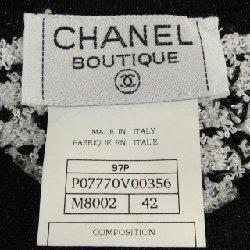 CHANEL
BOUTIQUE
MADE IN ITALY
FABRIQUE EN ITALIE
97P
P07770V00356
M8002 42
COMPOSITION